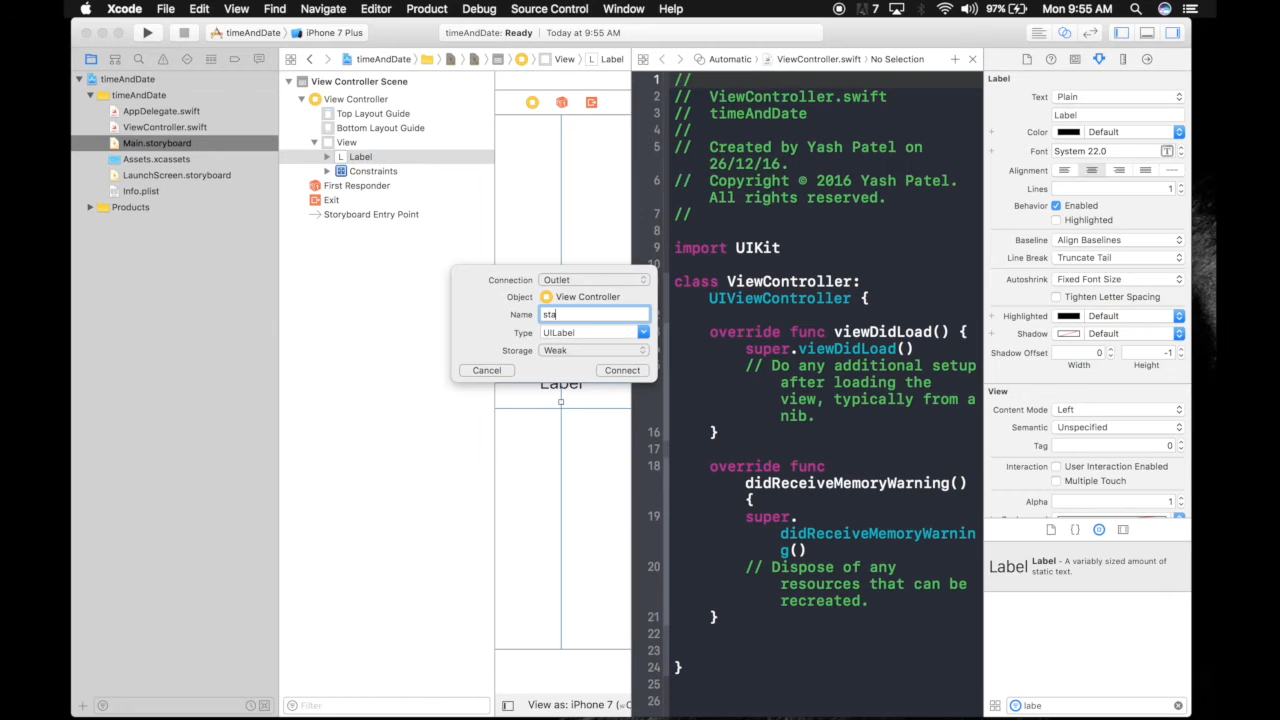 Xcode File Edit View Find Navigate Editor Product Debug Source Control Window Help 7 97% Mon 9:55 AM
timeAndDate iPhone 7 Plus timeAndDate: Ready Today at 9:55 AM
timeAndDate View L Label Automatic ViewController.swift No Selection
timeAndDate
timeAndDate
AppDelegate.swift
ViewController.swift
Main.storyboard
Assets.xcassets
LaunchScreen.storyboard
Info.plist
Products
View Controller Scene
View Controller
Top Layout Guide
Bottom Layout Guide
View
L Label
Constraints
First Responder
Exit
Storyboard Entry Point
Connection Outlet
Object View Controller
Name sta
Type UILabel
Storage Weak
Cancel Connect
Label
1 //
2 // ViewController.swift
3 // timeAndDate
4 //
5 // Created by Yash Patel on
26/12/16.
6 // Copyright © 2016 Yash Patel.
All rights reserved.
7 //
8
9 import UIKit
10
class ViewController:
UIViewController {
override func viewDidLoad() {
super.viewDidLoad()
// Do any additional setup
after loading the
view, typically from a
nib.
16 }
17
18 override func
didReceiveMemoryWarning()
{
19 super.
didReceiveMemoryWarnin
g()
20 // Dispose of any
resources that can be
recreated.
21 }
22
23
24 }
25
26
Label
Text Plain
Label
Color Default
Font System 22.0 T
Alignment
Lines 1
Behavior Enabled
Highlighted
Baseline Align Baselines
Line Break Truncate Tail
Autoshrink Fixed Font Size
Tighten Letter Spacing
Highlighted Default
Shadow Default
Shadow Offset 0 -1
Width Height
View
Content Mode Left
Semantic Unspecified
Tag 0
Interaction User Interaction Enabled
Multiple Touch
Alpha 1
Label Label - A variably sized amount of
static text.
Filter
View as: iPhone 7
labe